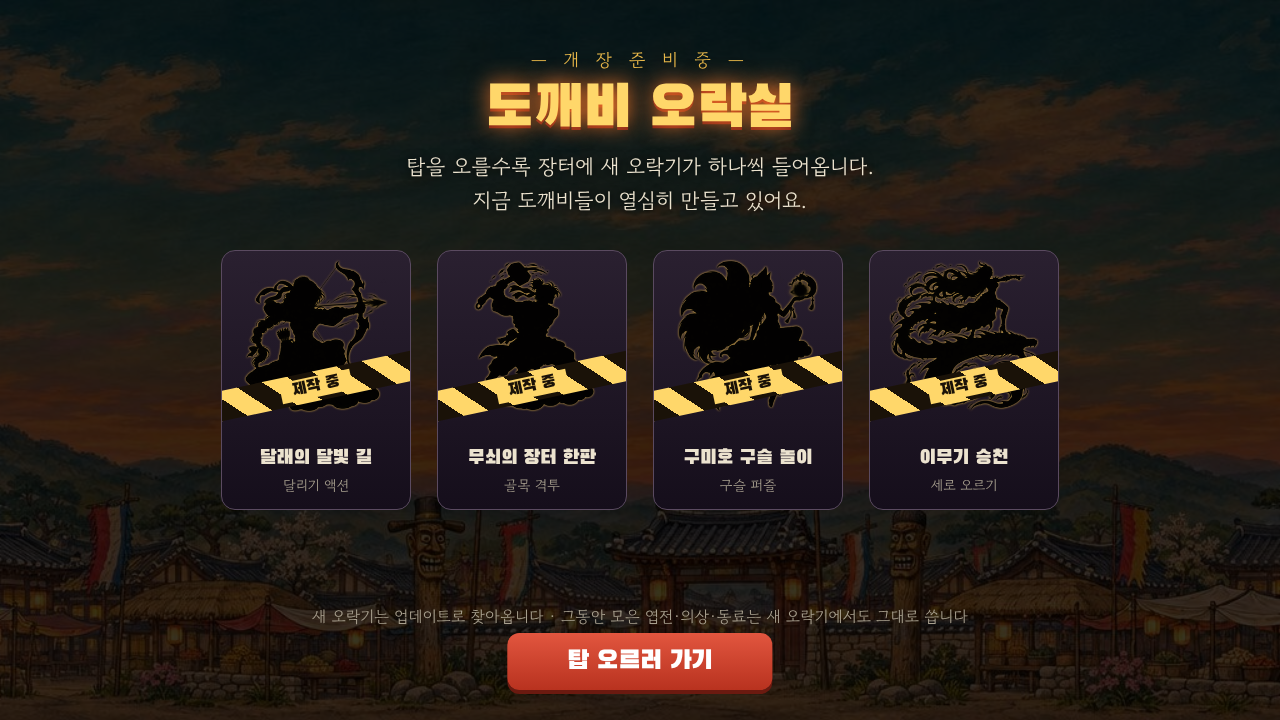 — 개 장 준 비 중 —
도깨비 오락실
탑을 오를수록 장터에 새 오락기가 하나씩 들어옵니다.
지금 도깨비들이 열심히 만들고 있어요.
제작 중
제작 중
제작 중
제작 중
달래의 달빛 길
무쇠의 장터 한판
구미호 구슬 놀이
이무기 승천
달리기 액션
골목 격투
구슬 퍼즐
세로 오르기
새 오락기는 업데이트로 찾아옵니다 · 그동안 모은 엽전·의상·동료는 새 오락기에서도 그대로 씁니다
탑 오르러 가기